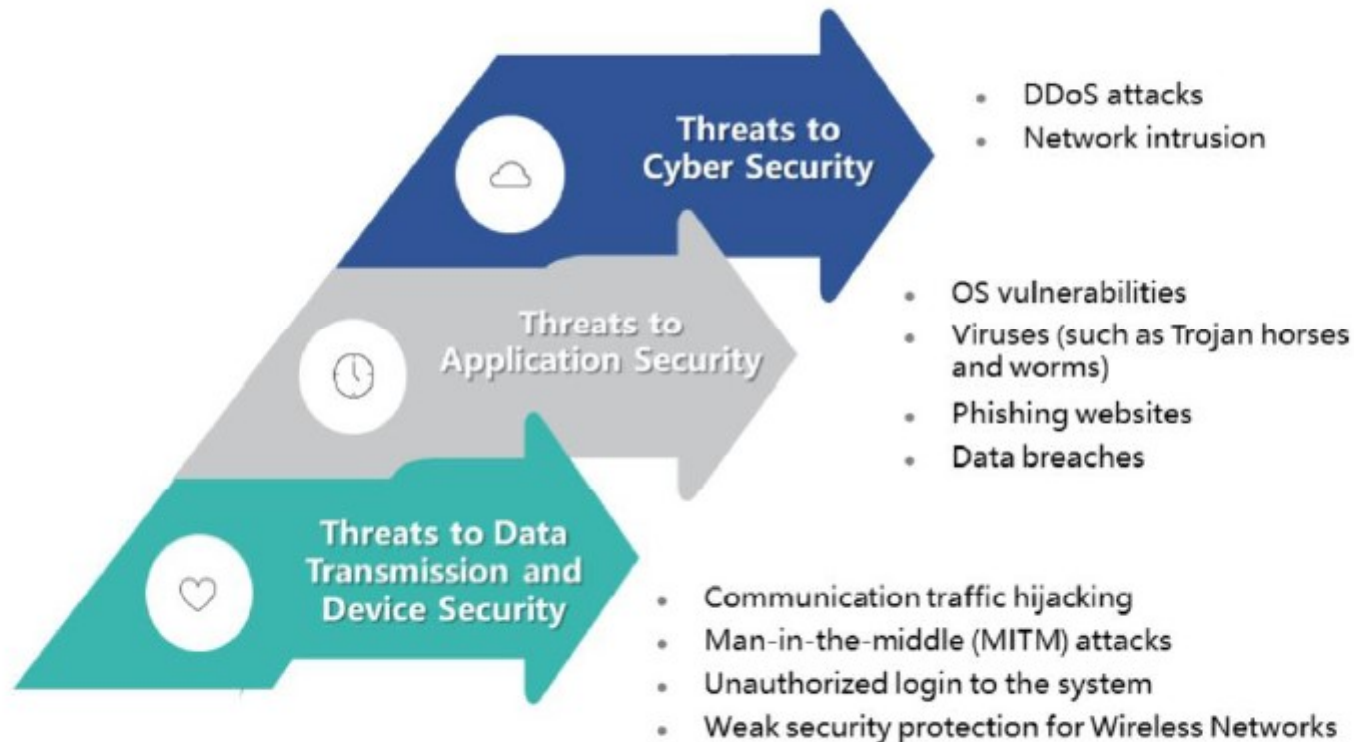 Threats to
Cyber Security
• DDoS attacks
• Network intrusion
Threats to
Application Security
• OS vulnerabilities
• Viruses (such as Trojan horses
and worms)
• Phishing websites
• Data breaches
Threats to Data
Transmission and
Device Security
• Communication traffic hijacking
• Man-in-the-middle (MITM) attacks
• Unauthorized login to the system
• Weak security protection for Wireless Networks